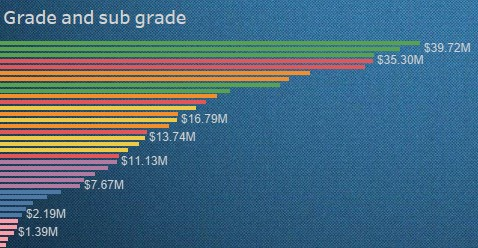 Grade and sub grade
$39.72M
$35.30M
$16.79M
$13.74M
$11.13M
$7.67M
$2.19M
$1.39M